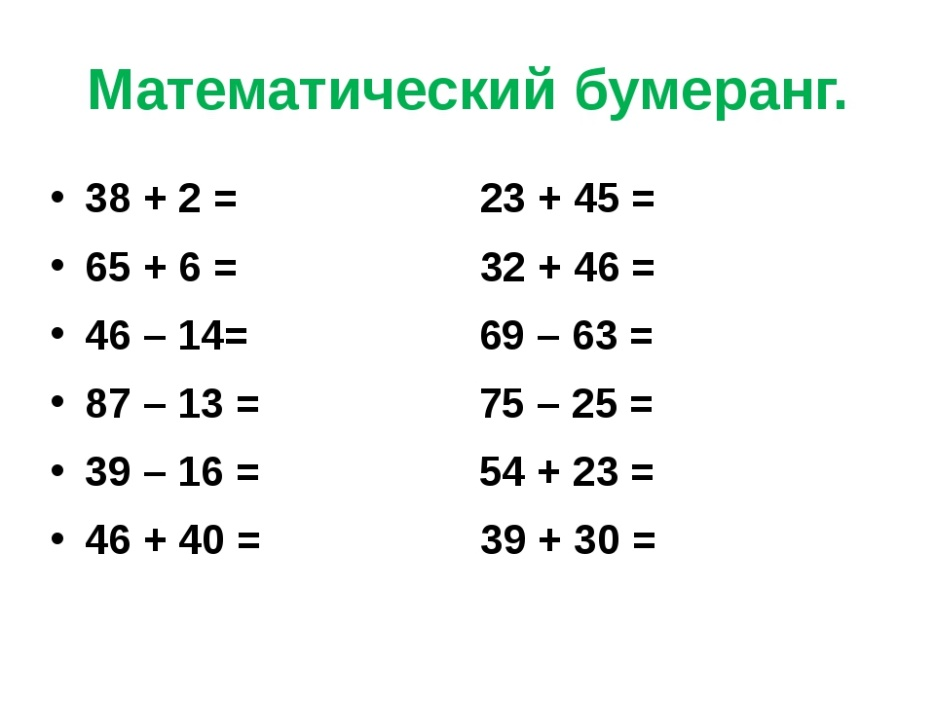 Математический бумеранг.
• 38 + 2 = 23 + 45 =
• 65 + 6 = 32 + 46 =
• 46 – 14= 69 – 63 =
• 87 – 13 = 75 – 25 =
• 39 – 16 = 54 + 23 =
• 46 + 40 = 39 + 30 =